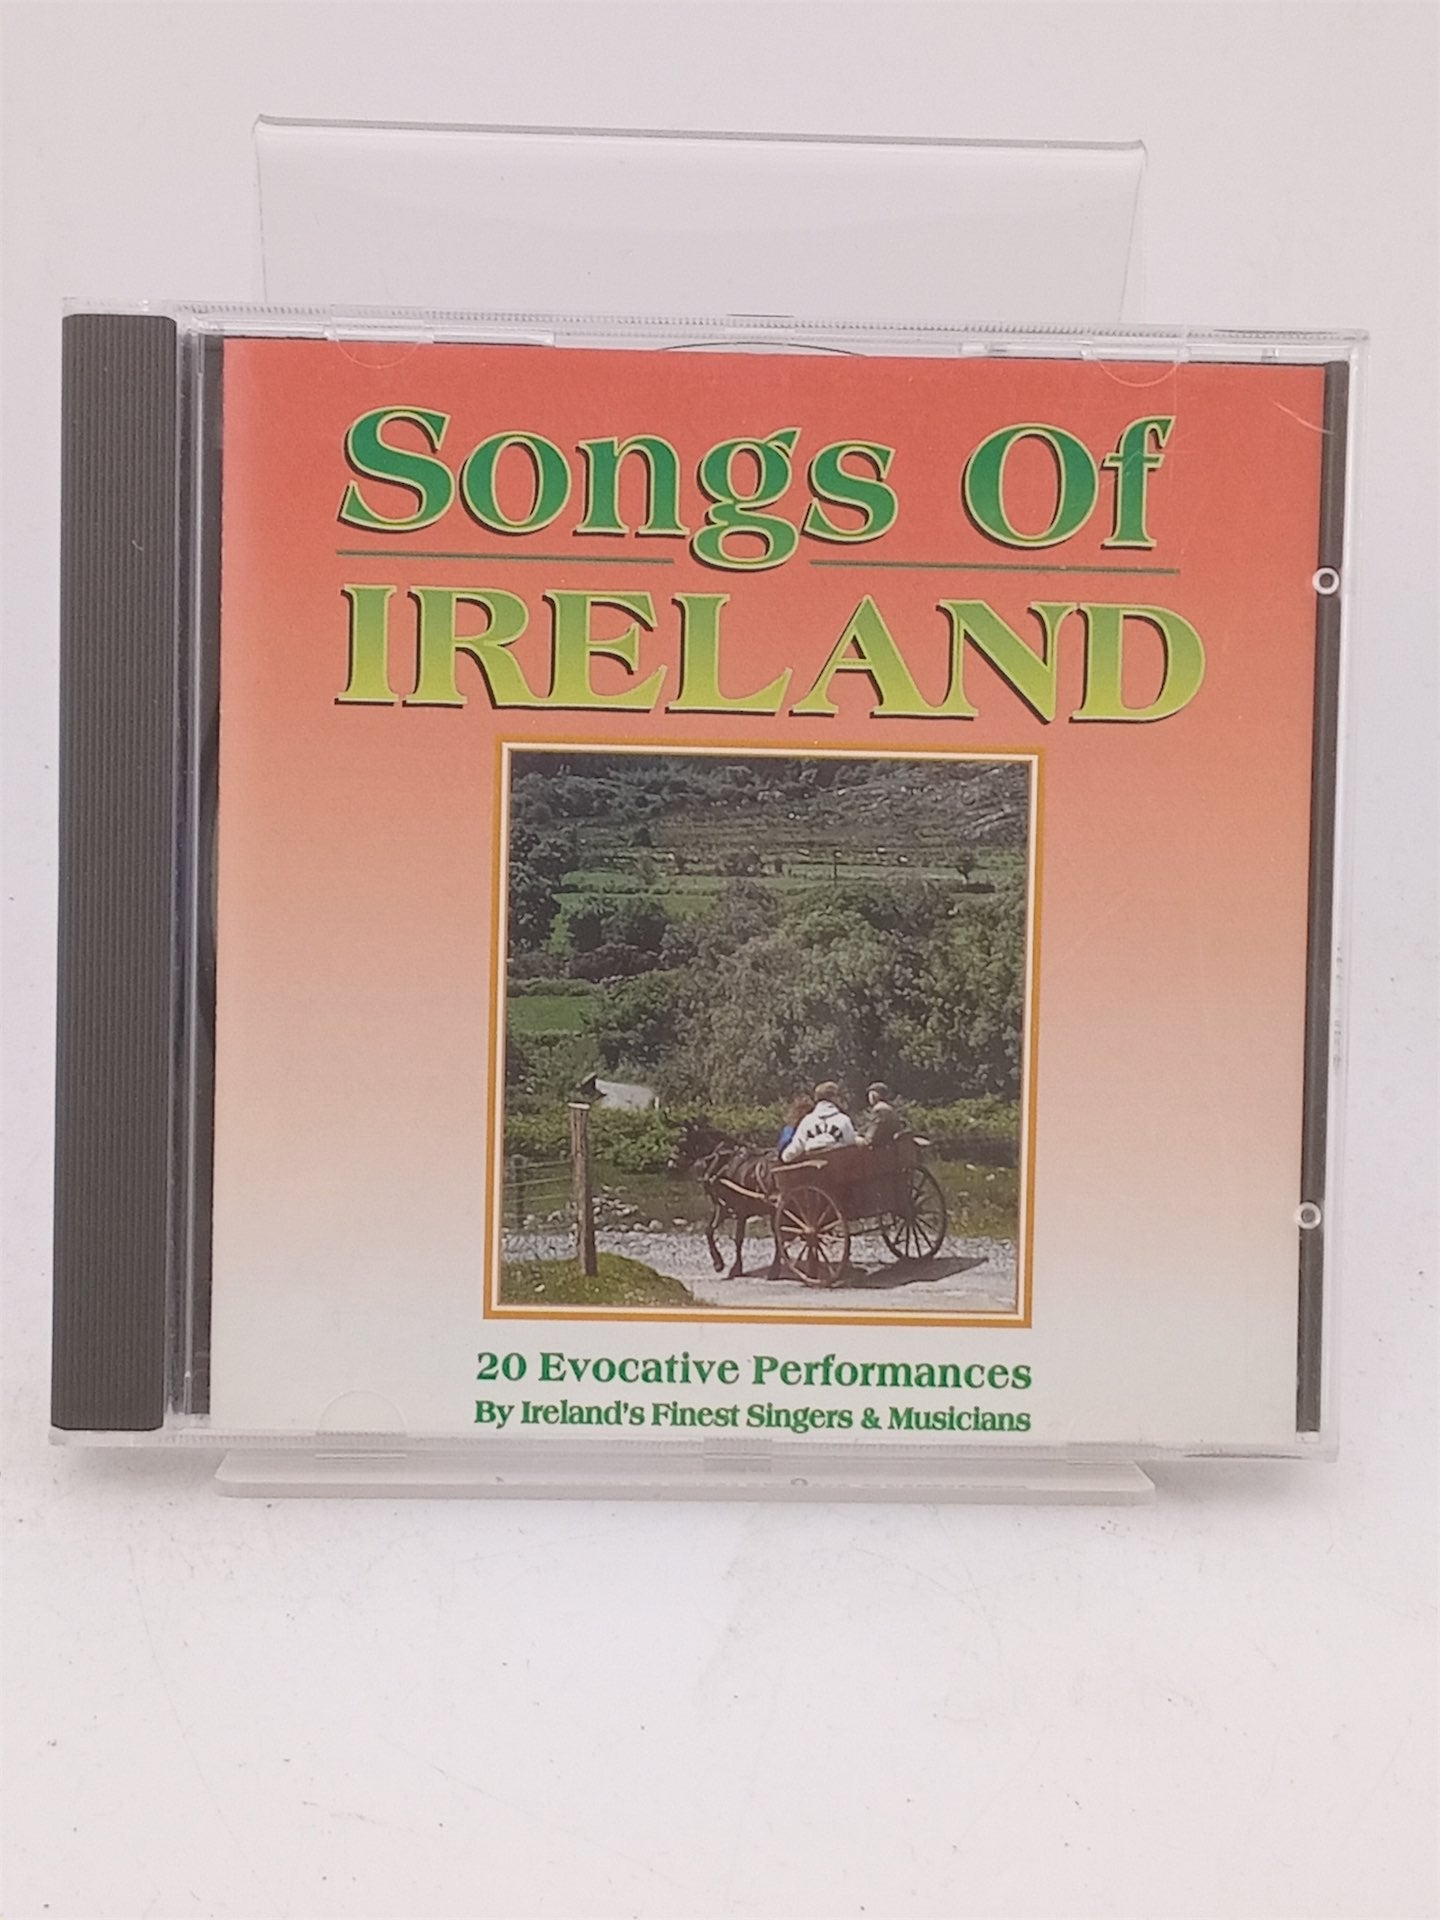 Songs Of
IRELAND
20 Evocative Performances
By Ireland's Finest Singers & Musicians